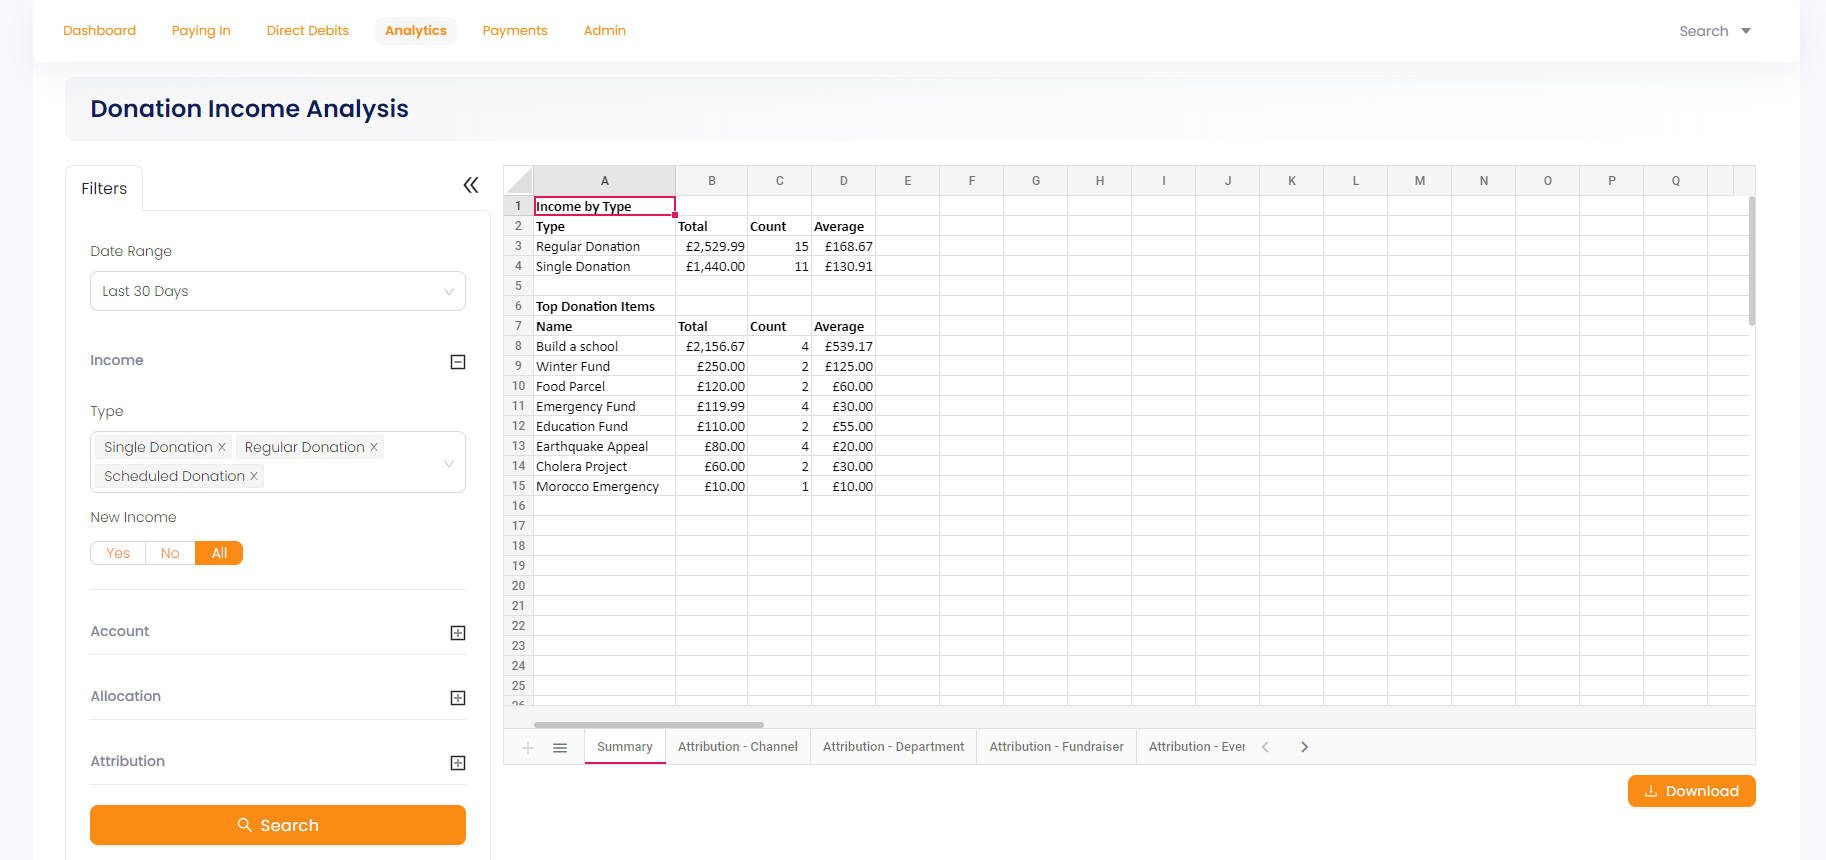 Dashboard Paying In Direct Debits Analytics Payments Admin Search
Donation Income Analysis
Filters
Date Range
Last 30 Days
Income
Type
Single Donation × Regular Donation ×
Scheduled Donation ×
New Income
Yes No All
Account
Allocation
Attribution
Search
A B C D E F G H I J K L M N O P Q
1 Income by Type
2 Type Total Count Average
3 Regular Donation £2,529.99 15 £168.67
4 Single Donation £1,440.00 11 £130.91
5
6 Top Donation Items
7 Name Total Count Average
8 Build a school £2,156.67 4 £539.17
9 Winter Fund £250.00 2 £125.00
10 Food Parcel £120.00 2 £60.00
11 Emergency Fund £119.99 4 £30.00
12 Education Fund £110.00 2 £55.00
13 Earthquake Appeal £80.00 4 £20.00
14 Cholera Project £60.00 2 £30.00
15 Morocco Emergency £10.00 1 £10.00
16
17
18
19
20
21
22
23
24
25
Summary Attribution - Channel Attribution - Department Attribution - Fundraiser Attribution - Ever
Download